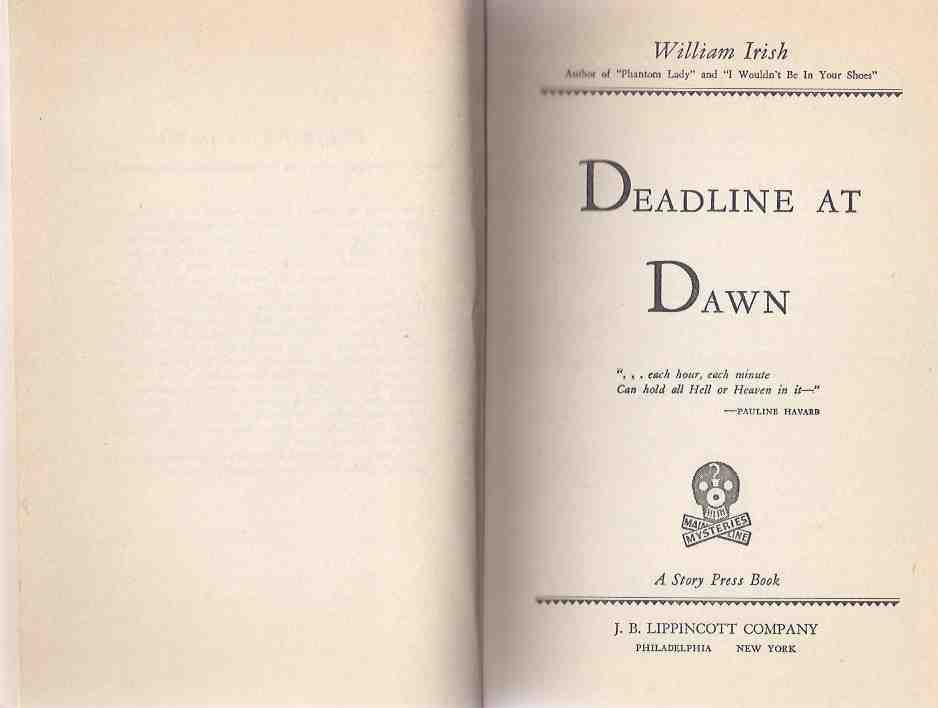 William Irish
Author of "Phantom Lady" and "I Wouldn't Be In Your Shoes"
DEADLINE AT
DAWN
". . . each hour, each minute
Can hold all Hell or Heaven in it—"
—PAULINE HAVARD
?
MAIN LINE
MYSTERIES
A Story Press Book
J. B. LIPPINCOTT COMPANY
PHILADELPHIA NEW YORK